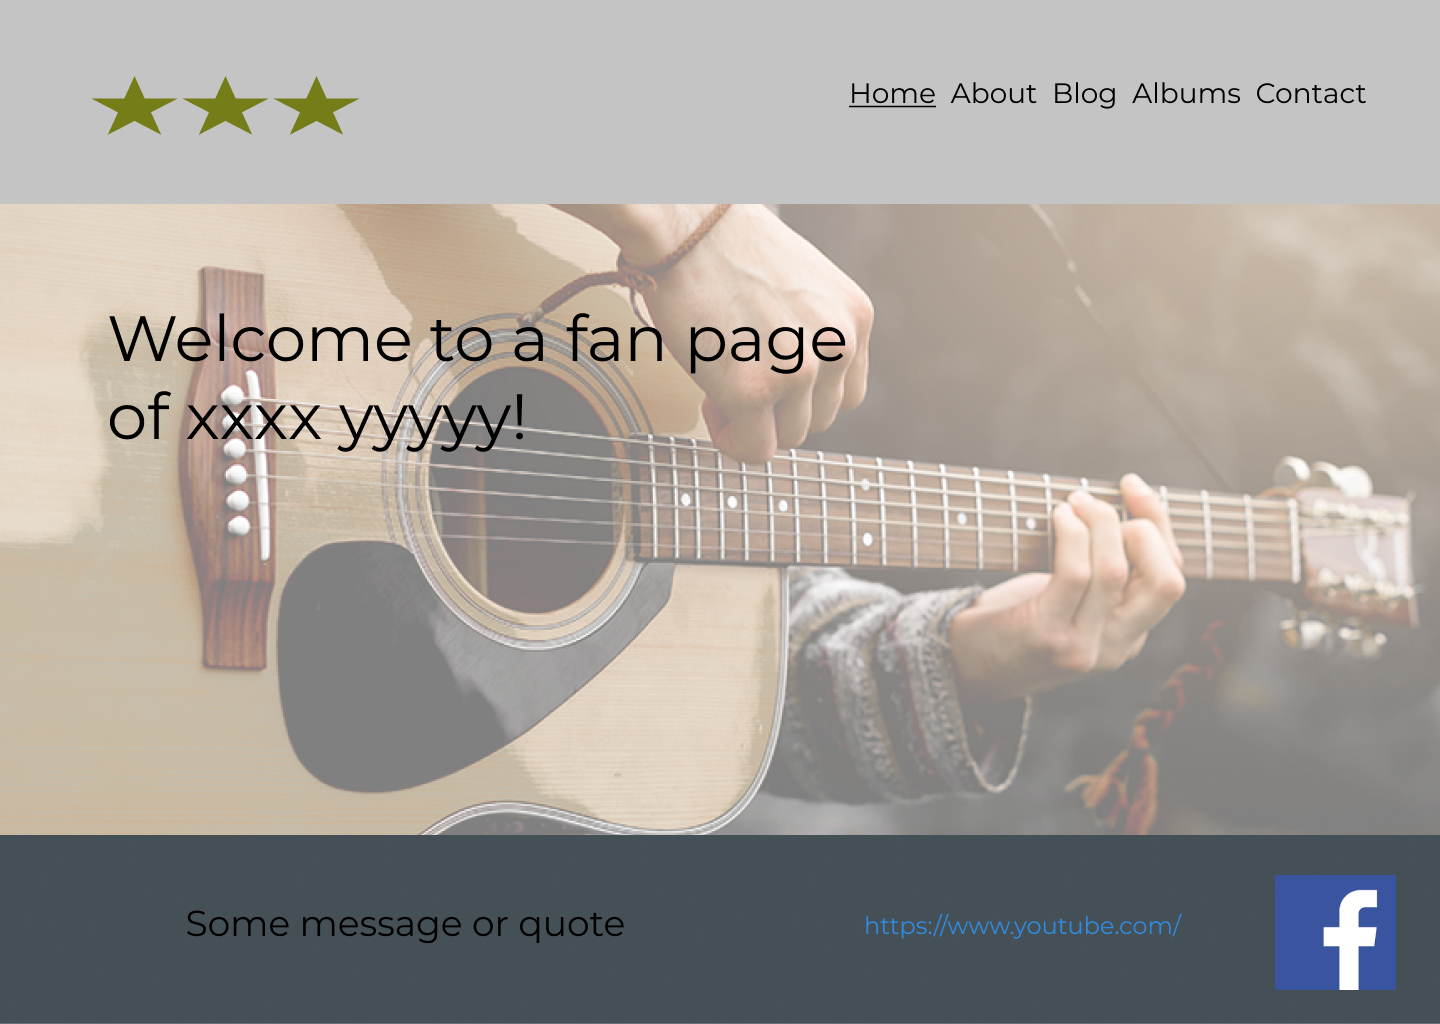 Home About Blog Albums Contact
Welcome to a fan page
of xxxx yyyyy!
Some message or quote
https://www.youtube.com/
f